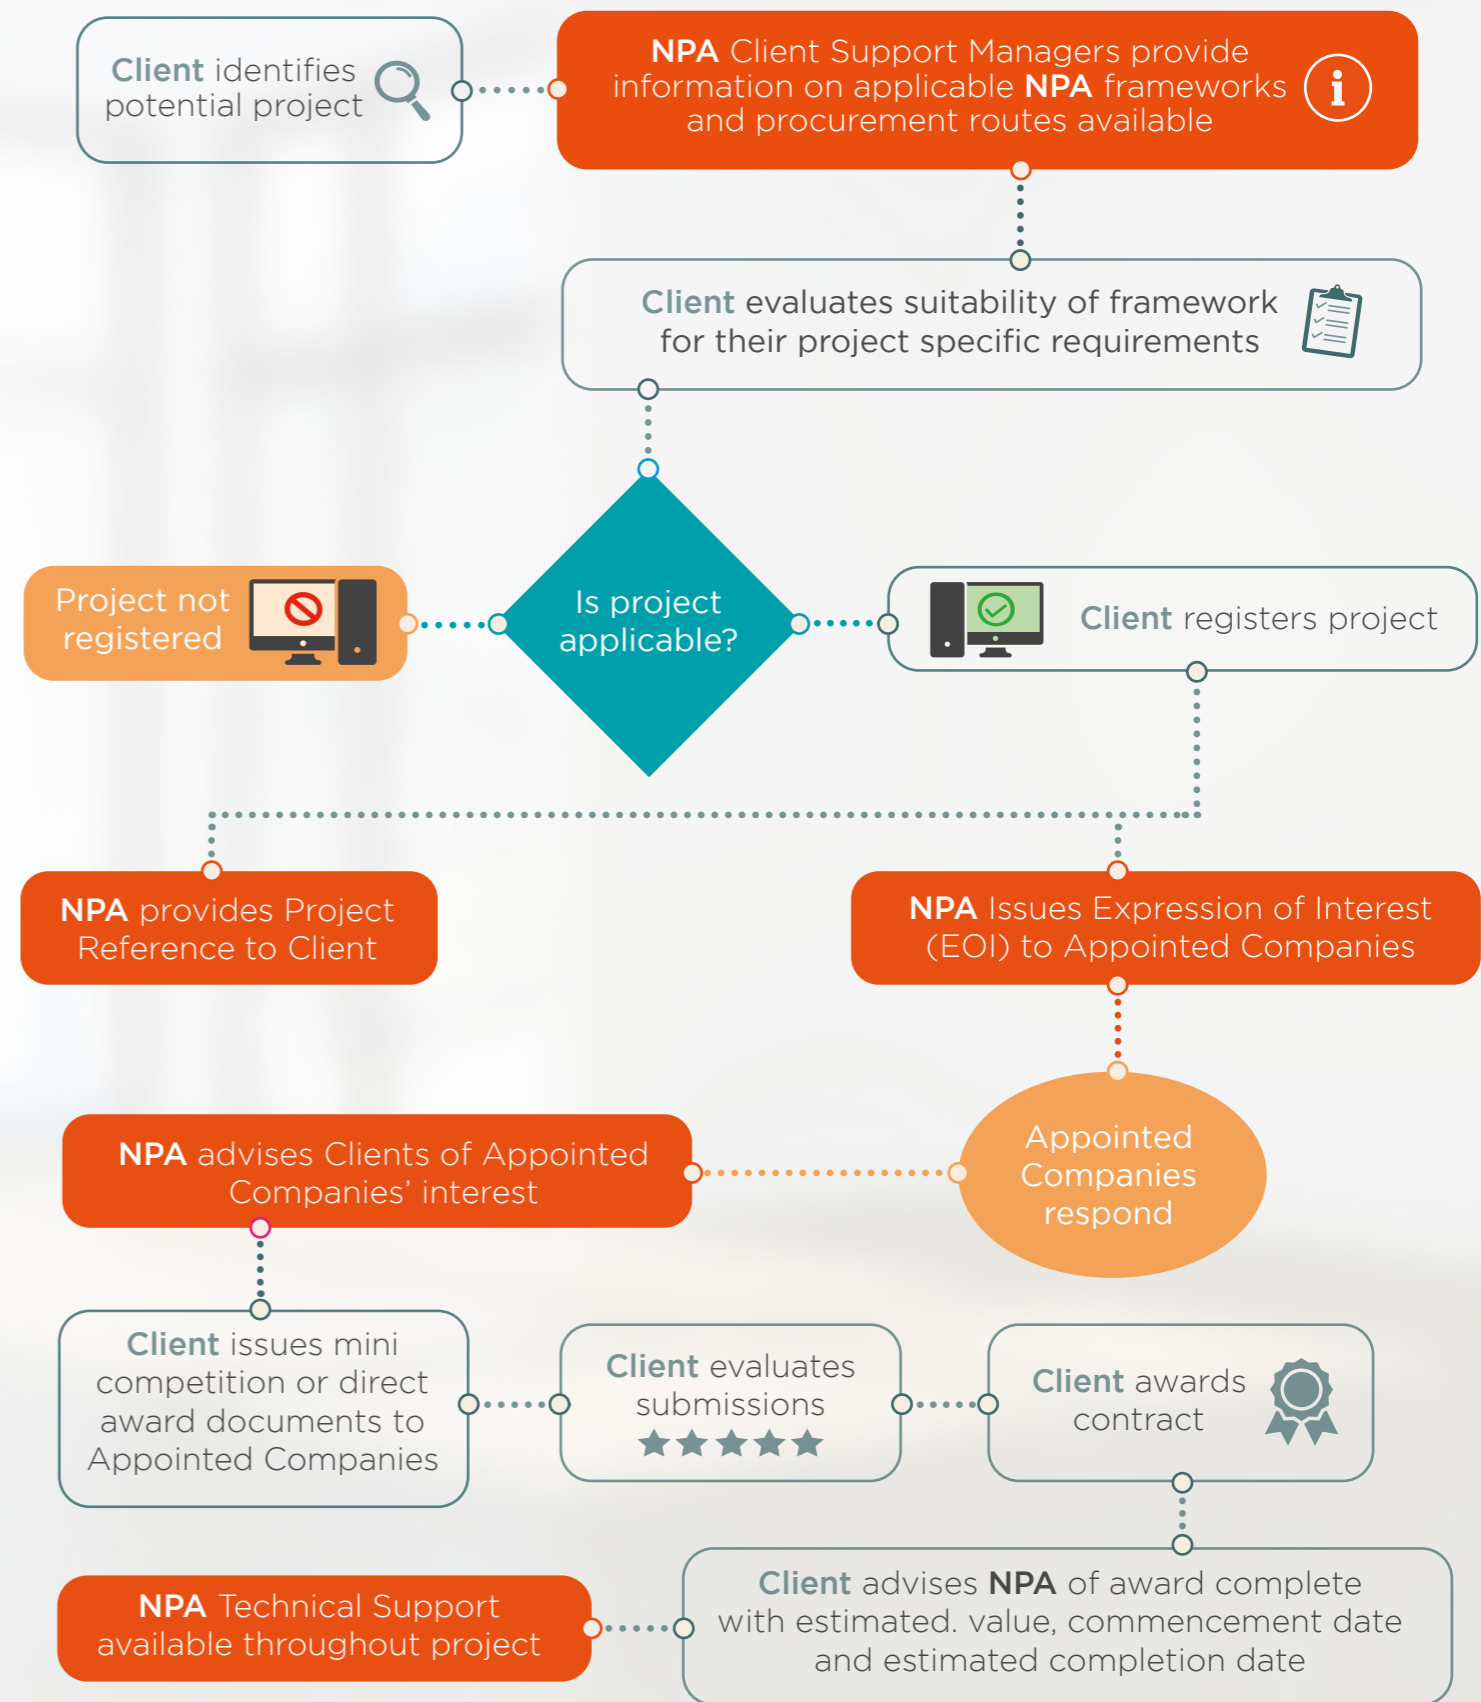 Client identifies
potential project
NPA Client Support Managers provide
information on applicable NPA frameworks
and procurement routes available
i
Client evaluates suitability of framework
for their project specific requirements
Is project
applicable?
Project not
registered
Client registers project
NPA provides Project
Reference to Client
NPA Issues Expression of Interest
(EOI) to Appointed Companies
Appointed
Companies
respond
NPA advises Clients of Appointed
Companies’ interest
Client issues mini
competition or direct
award documents to
Appointed Companies
Client evaluates
submissions
Client awards
contract
Client advises NPA of award complete
with estimated. value, commencement date
and estimated completion date
NPA Technical Support
available throughout project